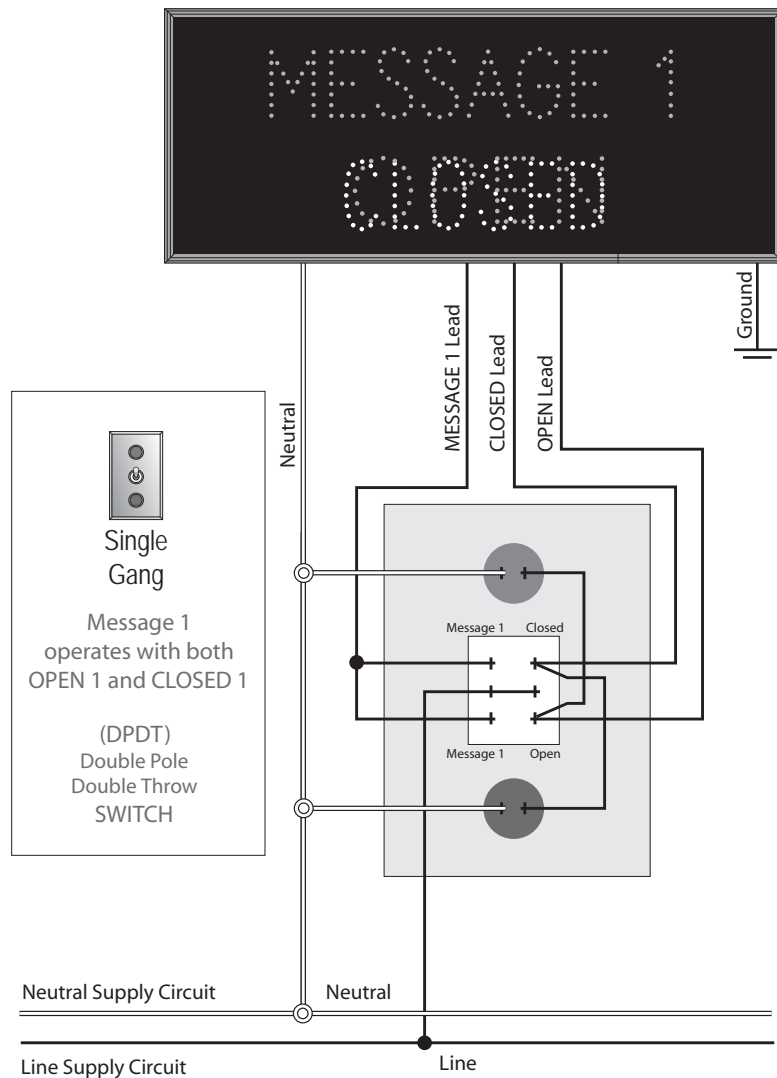 MESSAGE 1
CLOSED
Neutral
MESSAGE 1 Lead
CLOSED Lead
OPEN Lead
Ground
Single
Gang
Message 1
operates with both
OPEN 1 and CLOSED 1
(DPDT)
Double Pole
Double Throw
SWITCH
Message 1 Closed
Message 1 Open
Neutral Supply Circuit
Neutral
Line Supply Circuit
Line